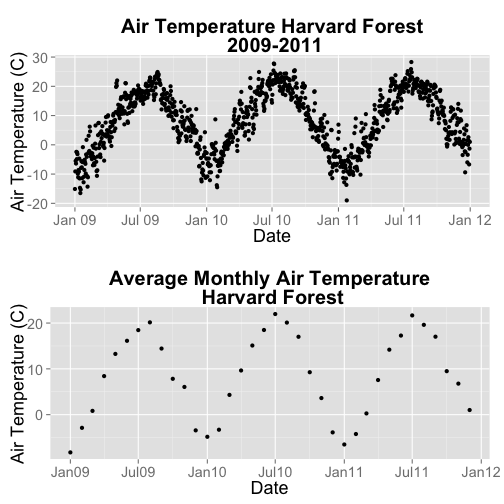 Air Temperature Harvard Forest
2009-2011
Air Temperature (C)
30
20
10
0
-10
-20
Jan 09 Jul 09 Jan 10 Jul 10 Jan 11 Jul 11 Jan 12
Date
Average Monthly Air Temperature
Harvard Forest
Air Temperature (C)
20
10
0
Jan09 Jul09 Jan10 Jul10 Jan11 Jul11 Jan12
Date